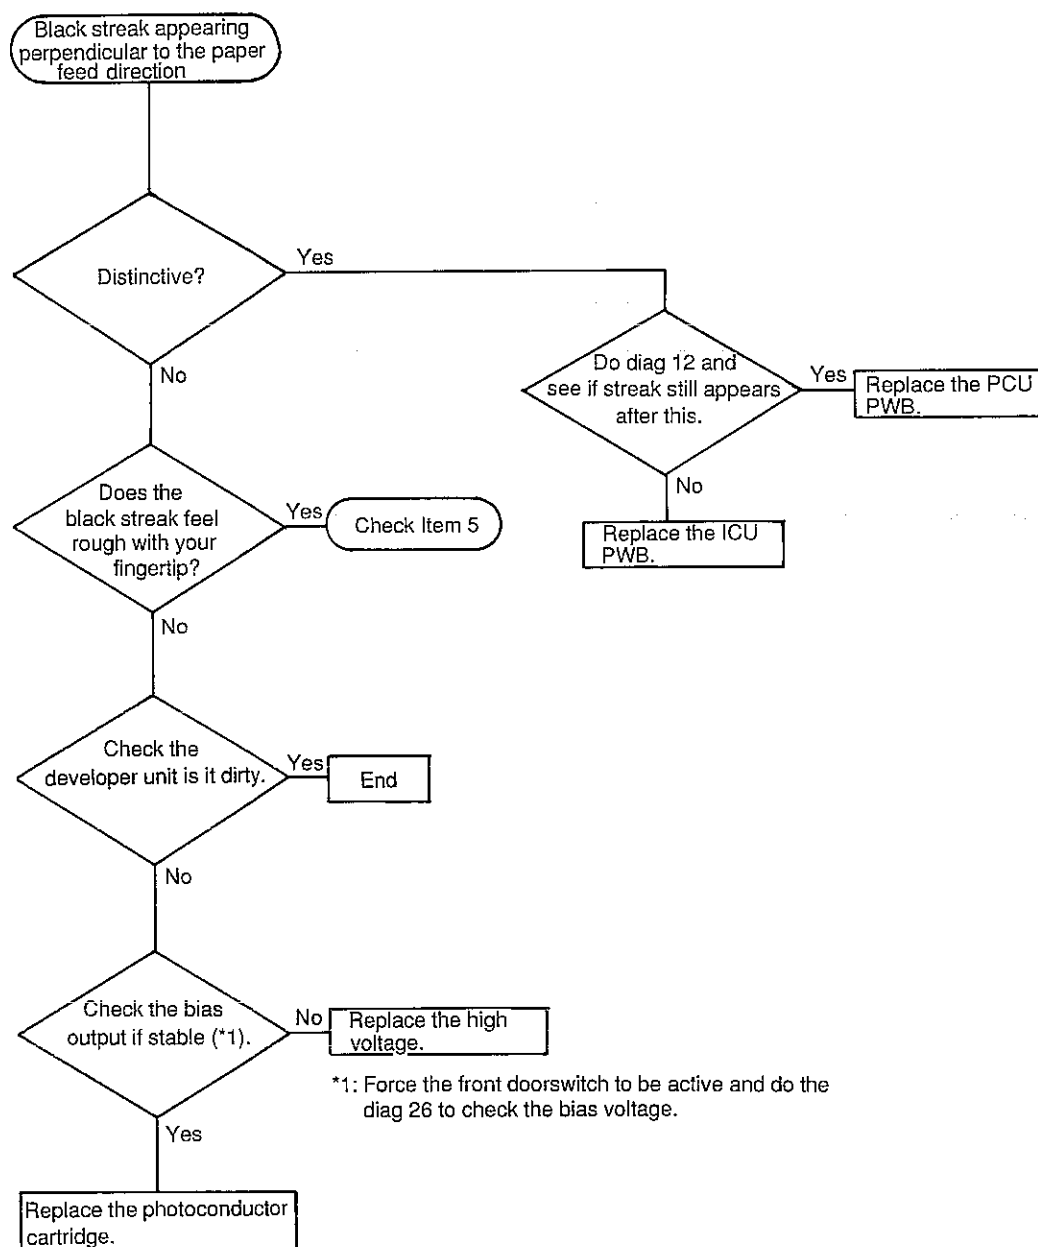 Black streak appearing
perpendicular to the paper
feed direction
Distinctive?
Yes
No
Do diag 12 and
see if streak still appears
after this.
Yes
Replace the PCU
PWB.
No
Replace the ICU
PWB.
Does the
black streak feel
rough with your
fingertip?
Yes
Check Item 5
No
Check the
developer unit is it dirty.
Yes
End
No
Check the bias
output if stable (*1).
No
Replace the high
voltage.
*1: Force the front doorswitch to be active and do the
diag 26 to check the bias voltage.
Yes
Replace the photoconductor
cartridge.